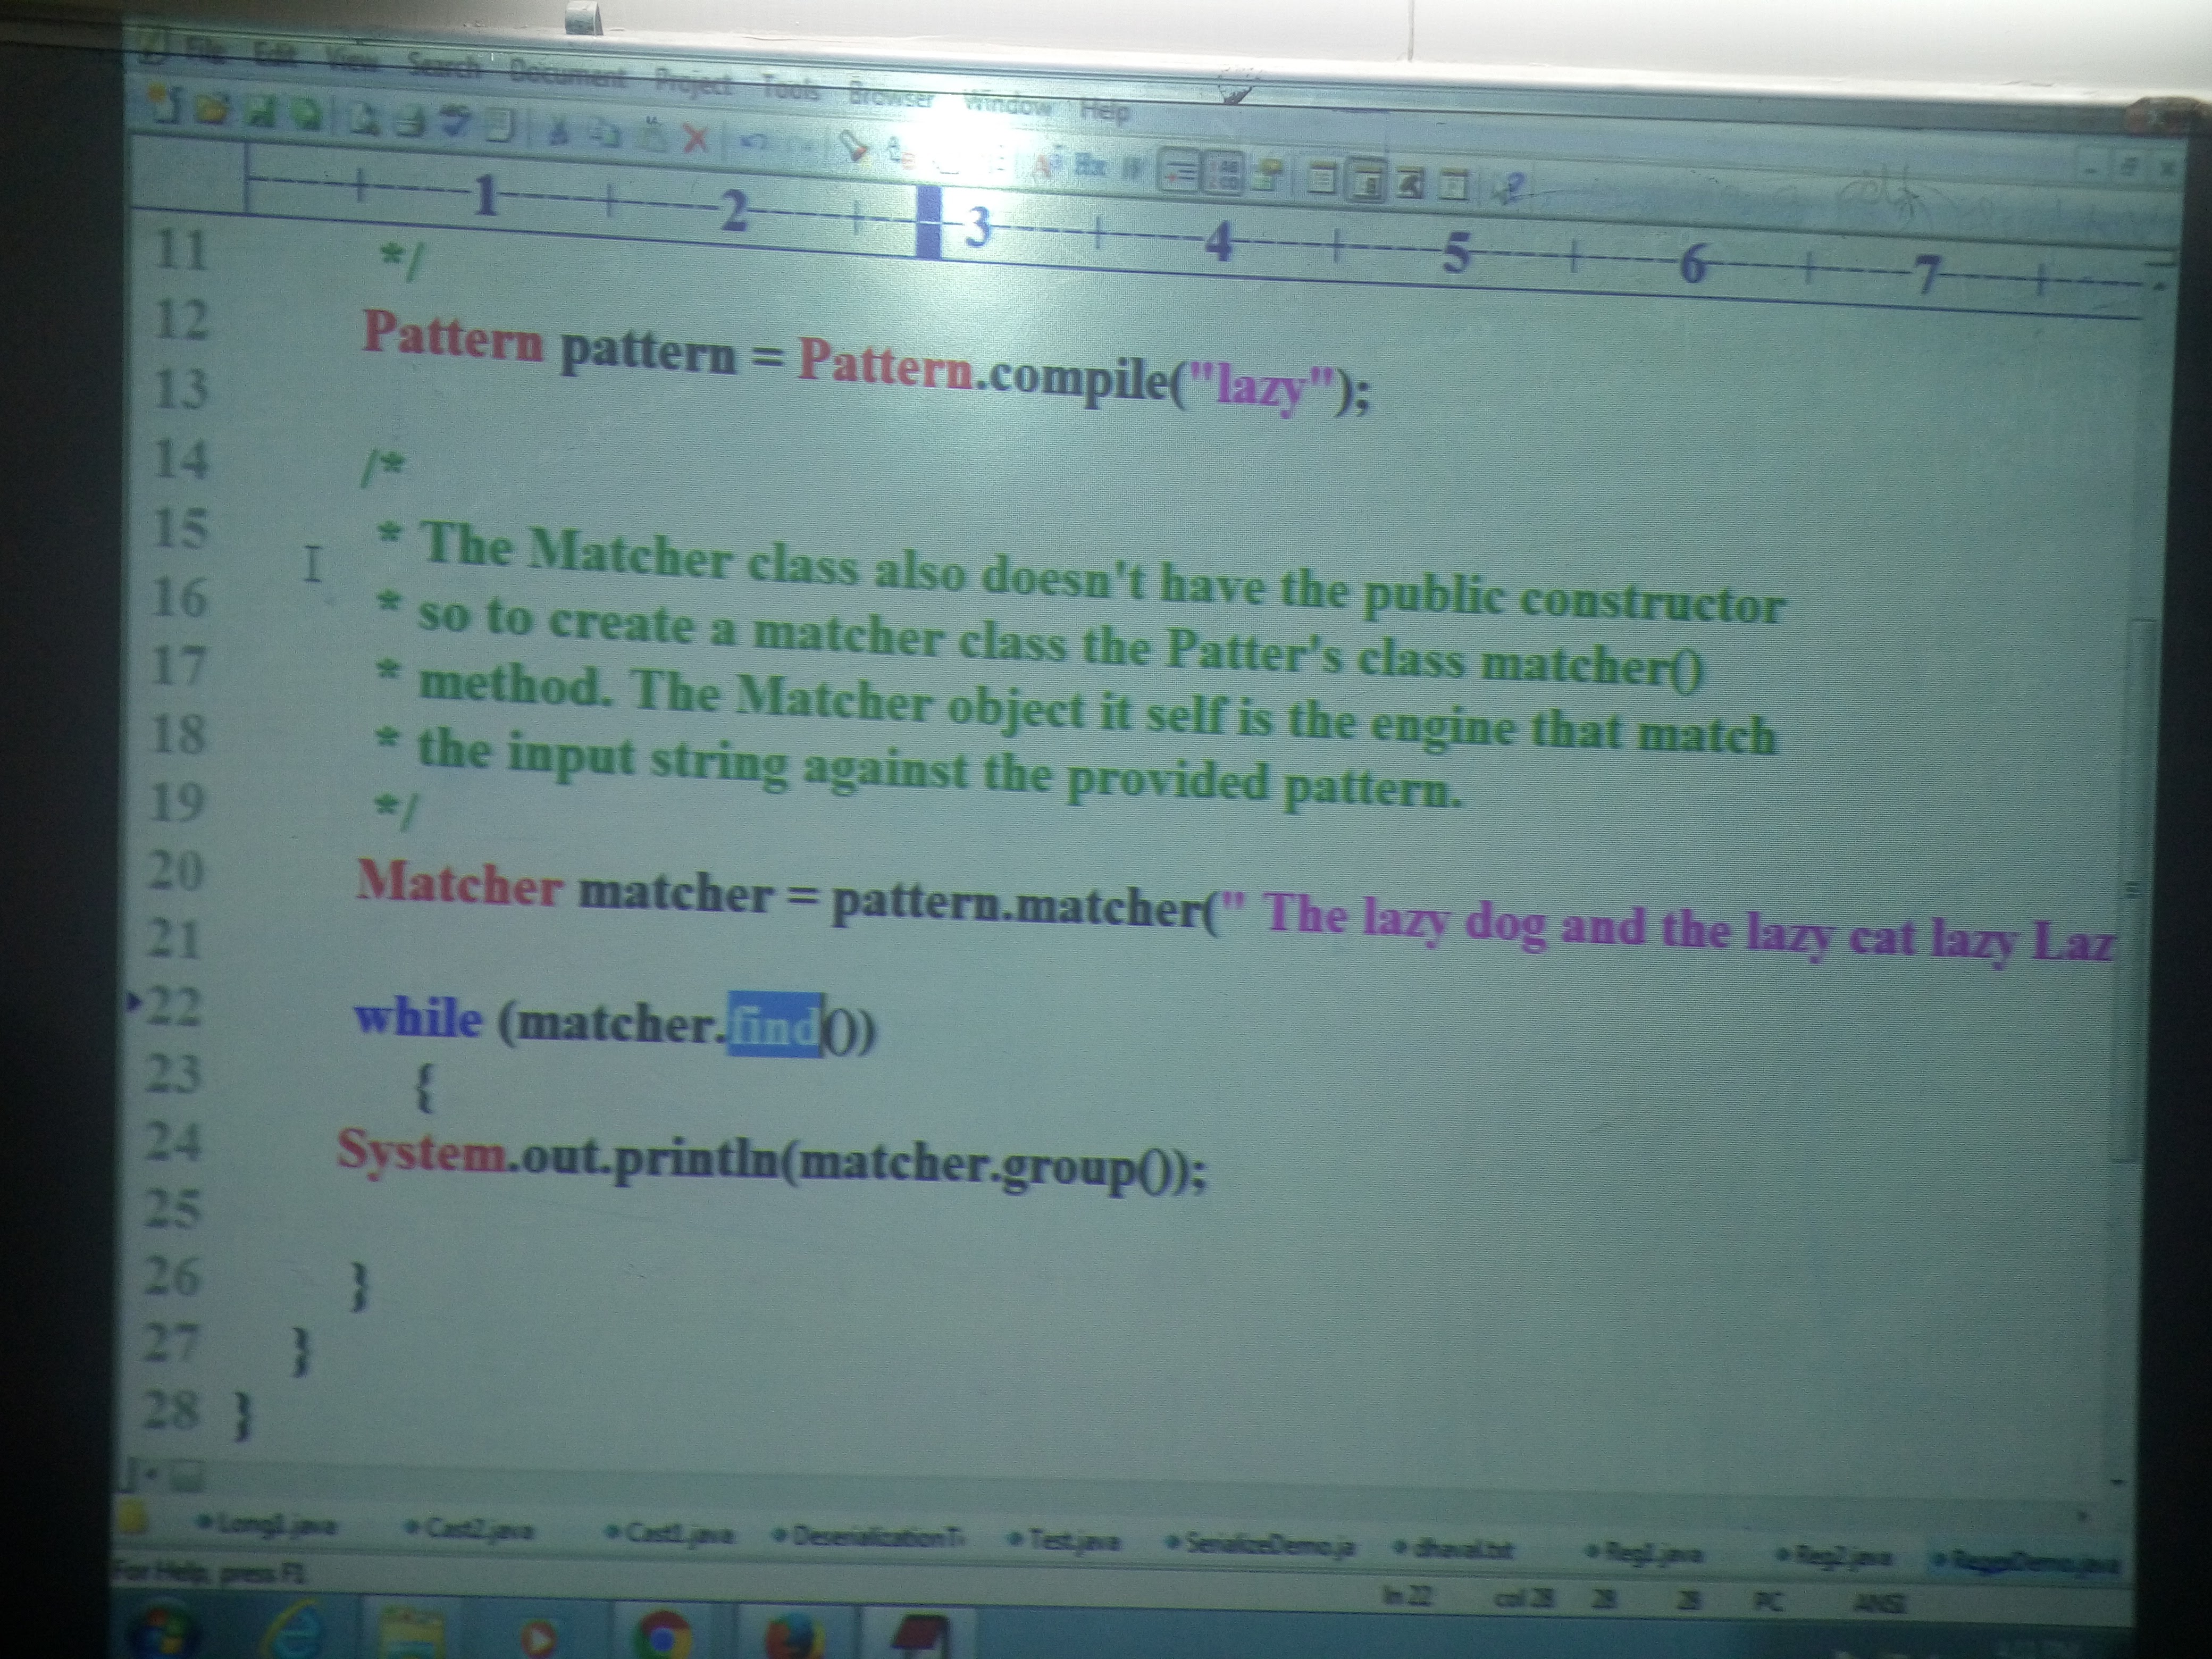 File Edit View Search Document Project Tools Browser Window Help
1 2 3 4 5 6 7
11 */
12 Pattern pattern = Pattern.compile("lazy");
13
14 /*
15 * The Matcher class also doesn't have the public constructor
16 * so to create a matcher class the Patter's class matcher()
17 * method. The Matcher object it self is the engine that match
18 * the input string against the provided pattern.
19 */
20 Matcher matcher = pattern.matcher(" The lazy dog and the lazy cat lazy Laz
21
22 while (matcher.find())
23 {
24 System.out.println(matcher.group());
25
26 }
27 }
28 }
Long1.java Cast2.java Cast1.java DeserializationT Test.java SerializeDemo.ja dhaval.txt Reg1.java Reg2.java
For Help, press F1 ln 22 col 28 28 28 PC ANSI